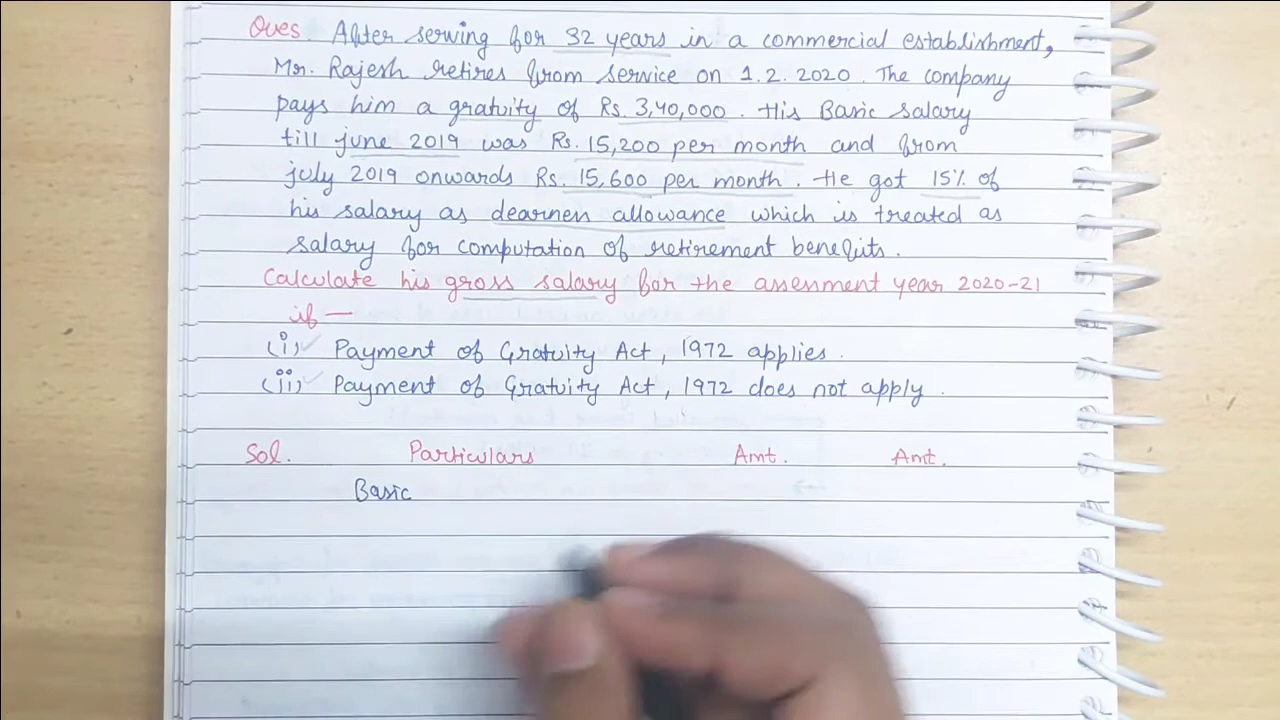 Ques. After serving for 32 years in a commercial establishment,
Mr. Rajesh retires from service on 1.2.2020. The company
pays him a gratuity of Rs. 3,40,000. His Basic salary
till june 2019 was Rs. 15,200 per month and from
july 2019 onwards Rs. 15,600 per month. He got 15% of
his salary as dearness allowance which is treated as
salary for computation of retirement benefits.
Calculate his gross salary for the assessment year 2020-21
if —
(i) Payment of Gratuity Act, 1972 applies.
(ii) Payment of Gratuity Act, 1972 does not apply.
Sol. Particulars Amt. Amt.
Basic